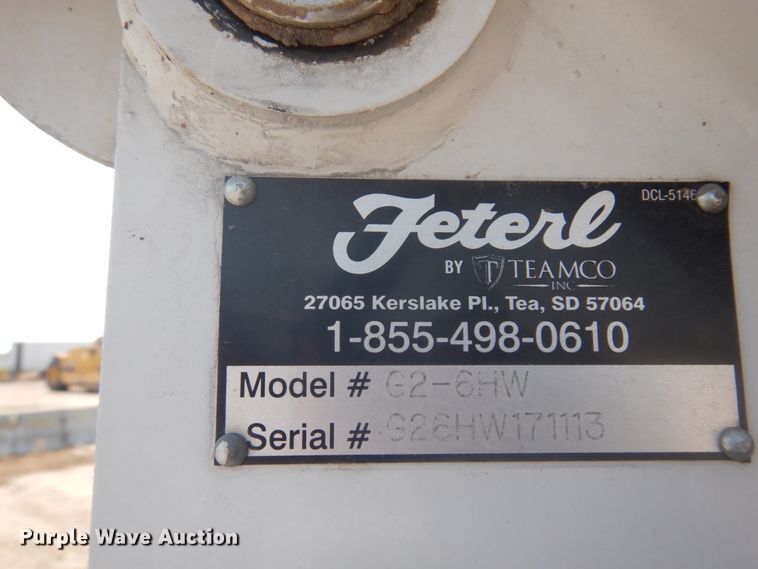 DCL-5146
Feterl
BY T TEAMCO
INC
27065 Kerslake Pl., Tea, SD 57064
1-855-498-0610
Model # G2-6HW
Serial # G26HW171113
Purple Wave Auction